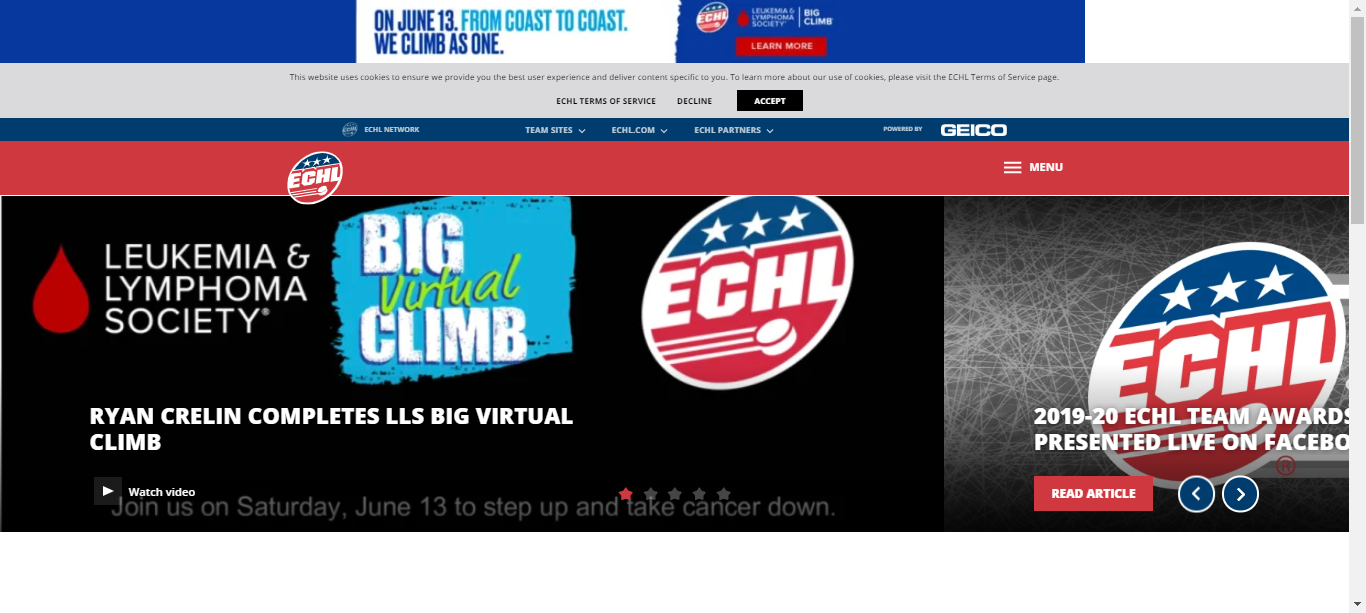 ON JUNE 13. FROM COAST TO COAST.
WE CLIMB AS ONE.
ECHL
LEUKEMIA &
LYMPHOMA
SOCIETY
BIG
CLIMB
LEARN MORE
This website uses cookies to ensure we provide you the best user experience and deliver content specific to you. To learn more about our use of cookies, please visit the ECHL Terms of Service page.
ECHL TERMS OF SERVICE DECLINE ACCEPT
ECHL ECHL NETWORK TEAM SITES ECHL.COM ECHL PARTNERS POWERED BY GEICO
ECHL
MENU
LEUKEMIA &
LYMPHOMA
SOCIETY®
BIG
Virtual
CLIMB
ECHL
ECHL
®
RYAN CRELIN COMPLETES LLS BIG VIRTUAL
CLIMB
Watch video
Join us on Saturday, June 13 to step up and take cancer down.
2019-20 ECHL TEAM AWARDS
PRESENTED LIVE ON FACEBO
READ ARTICLE